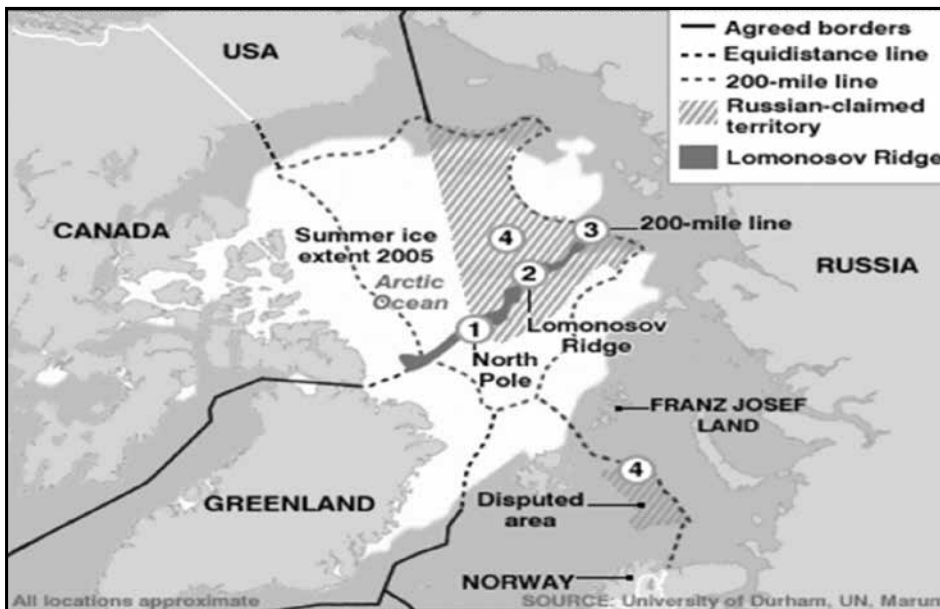 Agreed borders
Equidistance line
200-mile line
Russian-claimed
territory
Lomonosov Ridge
USA
CANADA
Summer ice
extent 2005
Arctic
Ocean
4
3
200-mile line
2
RUSSIA
1
Lomonosov
Ridge
North
Pole
FRANZ JOSEF
LAND
4
GREENLAND
Disputed
area
NORWAY
All locations approximate
SOURCE: University of Durham, UN, Marum